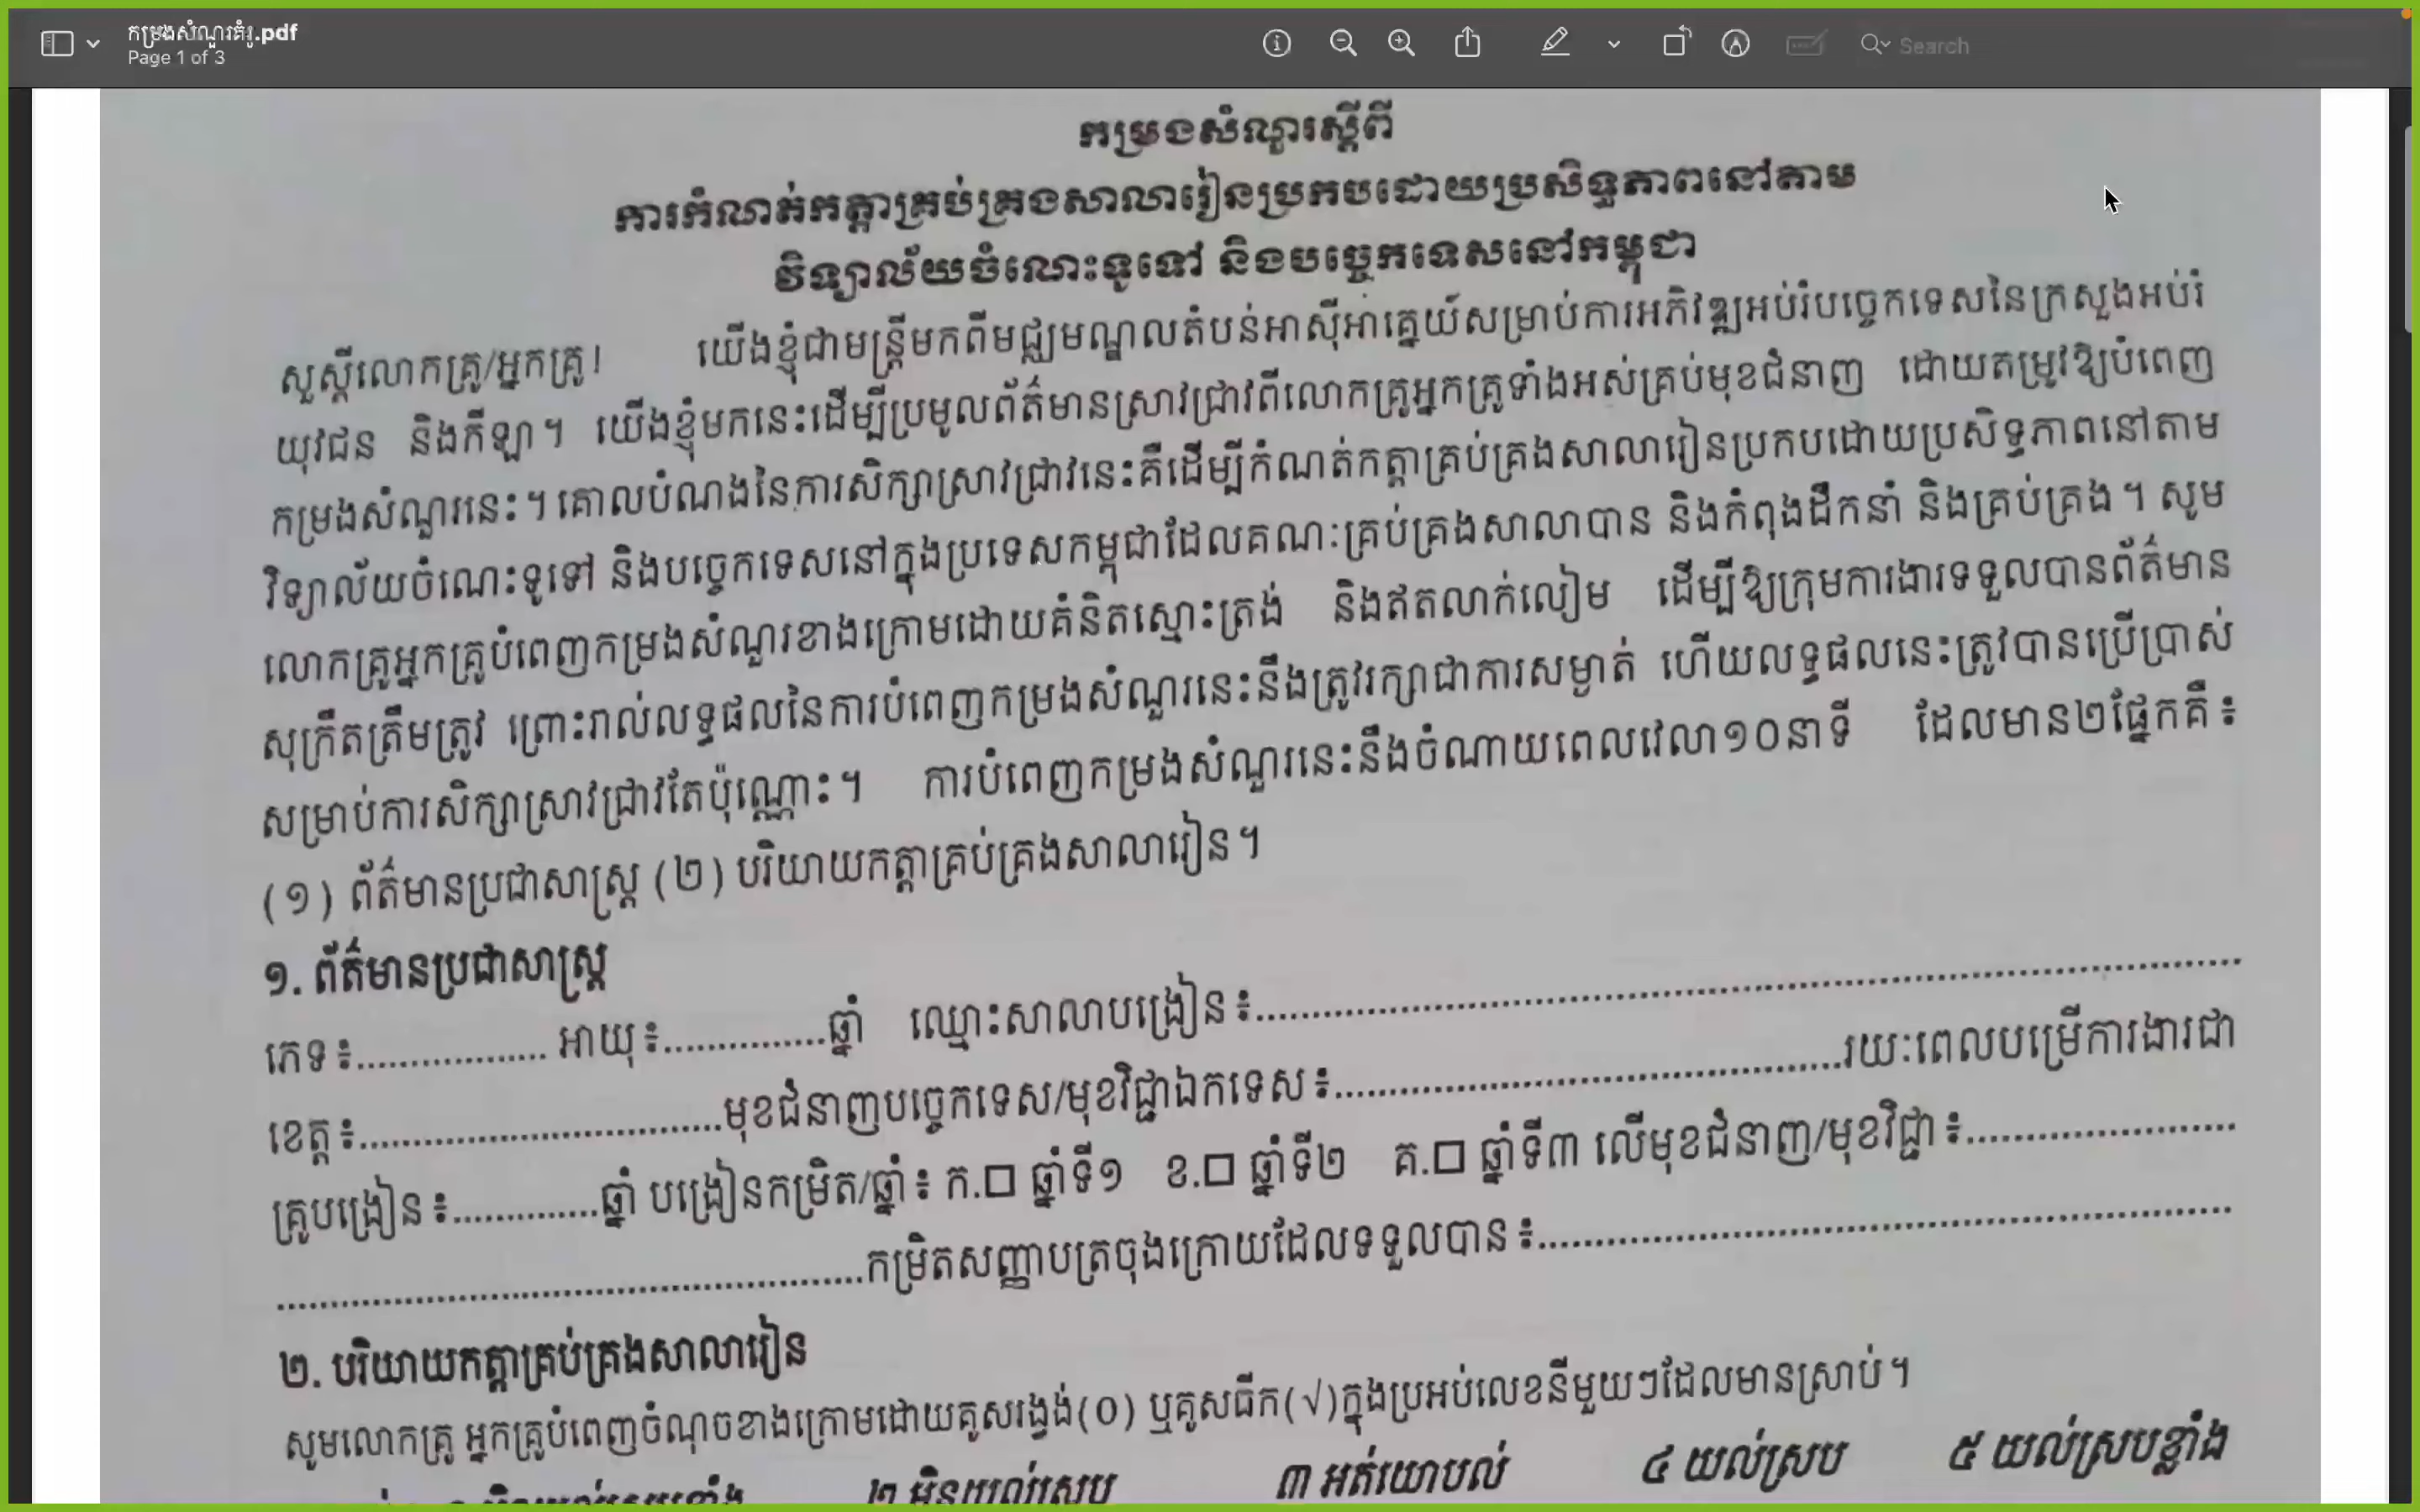 កម្រងសំណួរគំរូ.pdf
Page 1 of 3
Search
កម្រងសំណួរស្តីពី
ការកំណត់កត្តាគ្រប់គ្រងសាលារៀនប្រកបដោយប្រសិទ្ធភាពនៅតាម
វិទ្យាល័យចំណេះទូទៅ និងបច្ចេកទេសនៅកម្ពុជា
សួស្តីលោកគ្រូ/អ្នកគ្រូ! យើងខ្ញុំជាមន្ត្រីមកពីមជ្ឈមណ្ឌលតំបន់អាស៊ីអាគ្នេយ៍សម្រាប់ការអភិវឌ្ឍអប់រំបច្ចេកទេសនៃក្រសួងអប់រំ
យុវជន និងកីឡា។ យើងខ្ញុំមកនេះដើម្បីប្រមូលព័ត៌មានស្រាវជ្រាវពីលោកគ្រូអ្នកគ្រូទាំងអស់គ្រប់មុខជំនាញ ដោយតម្រូវឱ្យបំពេញ
កម្រងសំណួរនេះ។ គោលបំណងនៃការសិក្សាស្រាវជ្រាវនេះគឺដើម្បីកំណត់កត្តាគ្រប់គ្រងសាលារៀនប្រកបដោយប្រសិទ្ធភាពនៅតាម
វិទ្យាល័យចំណេះទូទៅ និងបច្ចេកទេសនៅក្នុងប្រទេសកម្ពុជាដែលគណៈគ្រប់គ្រងសាលាបាន និងកំពុងដឹកនាំ និងគ្រប់គ្រង។ សូម
លោកគ្រូអ្នកគ្រូបំពេញកម្រងសំណួរខាងក្រោមដោយគំនិតស្មោះត្រង់ និងឥតលាក់លៀម ដើម្បីឱ្យក្រុមការងារទទួលបានព័ត៌មាន
សុក្រឹតត្រឹមត្រូវ ព្រោះរាល់លទ្ធផលនៃការបំពេញកម្រងសំណួរនេះនឹងត្រូវរក្សាជាការសម្ងាត់ ហើយលទ្ធផលនេះត្រូវបានប្រើប្រាស់
សម្រាប់ការសិក្សាស្រាវជ្រាវតែប៉ុណ្ណោះ។ ការបំពេញកម្រងសំណួរនេះនឹងចំណាយពេលវេលា១០នាទី ដែលមាន២ផ្នែកគឺ៖
(១) ព័ត៌មានប្រជាសាស្ត្រ (២) បរិយាយកត្តាគ្រប់គ្រងសាលារៀន។
១. ព័ត៌មានប្រជាសាស្ត្រ
ភេទ៖.................. អាយុ៖...............ឆ្នាំ ឈ្មោះសាលាបង្រៀន៖..........................................................................................
ខេត្ត៖..................................មុខជំនាញបច្ចេកទេស/មុខវិជ្ជាឯកទេស៖................................................រយៈពេលបម្រើការងារជា
គ្រូបង្រៀន៖..............ឆ្នាំ បង្រៀនកម្រិត/ឆ្នាំ៖ ក.□ ឆ្នាំទី១ ខ.□ ឆ្នាំទី២ គ.□ ឆ្នាំទី៣ លើមុខជំនាញ/មុខវិជ្ជា៖.........................
.......................................................កម្រិតសញ្ញាបត្រចុងក្រោយដែលទទួលបាន៖.................................................................
២. បរិយាយកត្តាគ្រប់គ្រងសាលារៀន
សូមលោកគ្រូ អ្នកគ្រូបំពេញចំណុចខាងក្រោមដោយគូសរង្វង់(០) ឬគូសធីក(√)ក្នុងប្រអប់លេខនីមួយៗដែលមានស្រាប់។
២ មិនយល់ស្រប ៣ អត់យោបល់ ៤ យល់ស្រប ៥ យល់ស្របខ្លាំង